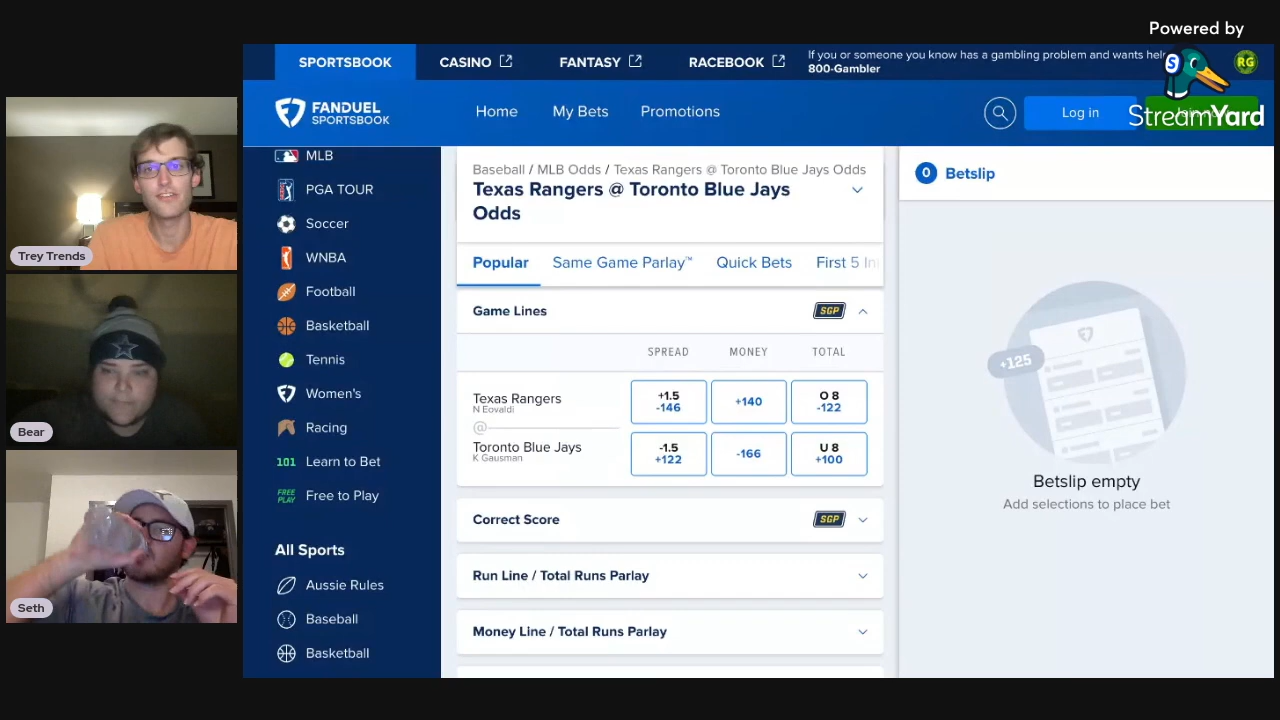 Powered by
StreamYard
S
SPORTSBOOK
CASINO
FANTASY
RACEBOOK
If you or someone you know has a gambling problem and wants hel
800-Gambler
RG
FANDUEL
SPORTSBOOK
Home
My Bets
Promotions
Log in
Trey Trends
Bear
Seth
MLB
PGA TOUR
Soccer
WNBA
Football
Basketball
Tennis
Women's
Racing
101 Learn to Bet
FREE PLAY Free to Play
All Sports
Aussie Rules
Baseball
Basketball
Baseball / MLB Odds / Texas Rangers @ Toronto Blue Jays Odds
Texas Rangers @ Toronto Blue Jays
Odds
Popular
Same Game Parlay™
Quick Bets
First 5 In
Game Lines
SGP
SPREAD
MONEY
TOTAL
Texas Rangers
N Eovaldi
+1.5
-146
+140
O 8
-122
@
Toronto Blue Jays
K Gausman
-1.5
+122
-166
U 8
+100
Correct Score
SGP
Run Line / Total Runs Parlay
Money Line / Total Runs Parlay
0 Betslip
+125
Betslip empty
Add selections to place bet